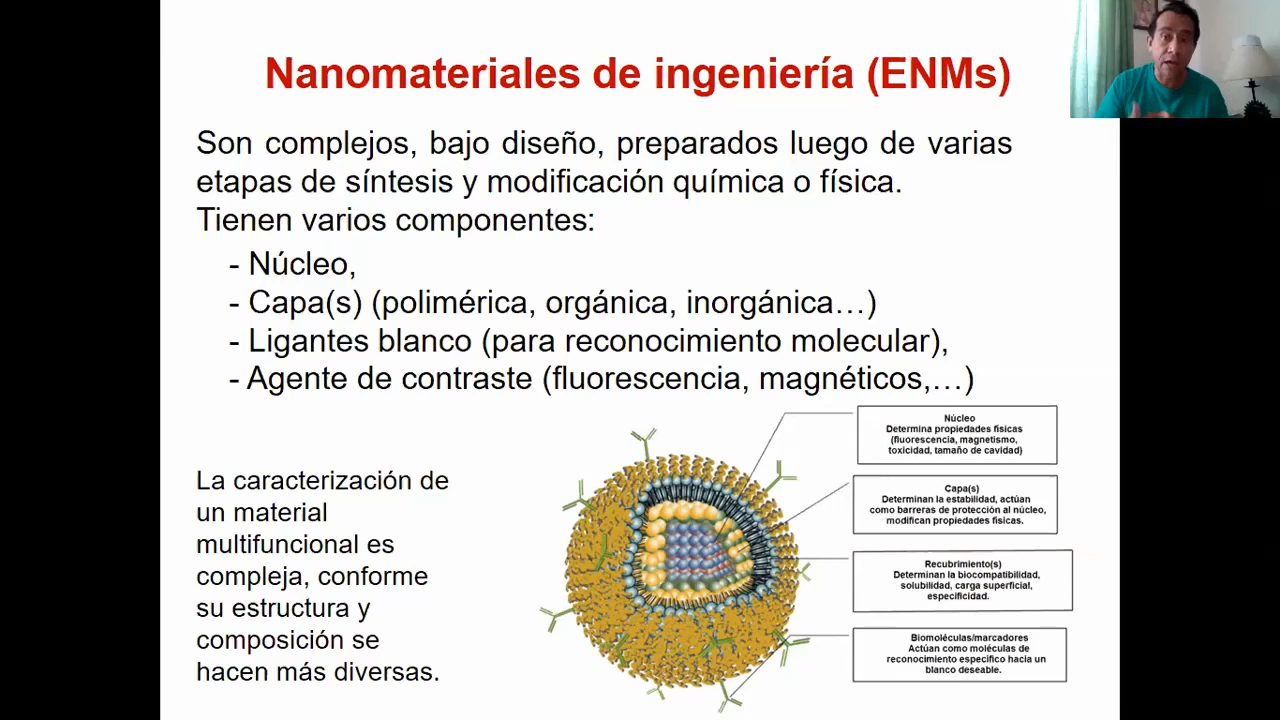 Nanomateriales de ingeniería (ENMs)
Son complejos, bajo diseño, preparados luego de varias
etapas de síntesis y modificación química o física.
Tienen varios componentes:
- Núcleo,
- Capa(s) (polimérica, orgánica, inorgánica…)
- Ligantes blanco (para reconocimiento molecular),
- Agente de contraste (fluorescencia, magnéticos,…)
La caracterización de
un material
multifuncional es
compleja, conforme
su estructura y
composición se
hacen más diversas.
Núcleo
Determina propiedades físicas
(fluorescencia, magnetismo,
toxicidad, tamaño de cavidad)
Capa(s)
Determinan la estabilidad, actúan
como barreras de protección al núcleo,
modifican propiedades físicas.
Recubrimiento(s)
Determinan la biocompatibilidad,
solubilidad, carga superficial,
especificidad.
Biomoléculas/marcadores
Actúan como moléculas de
reconocimiento especifico hacia un
blanco deseable.